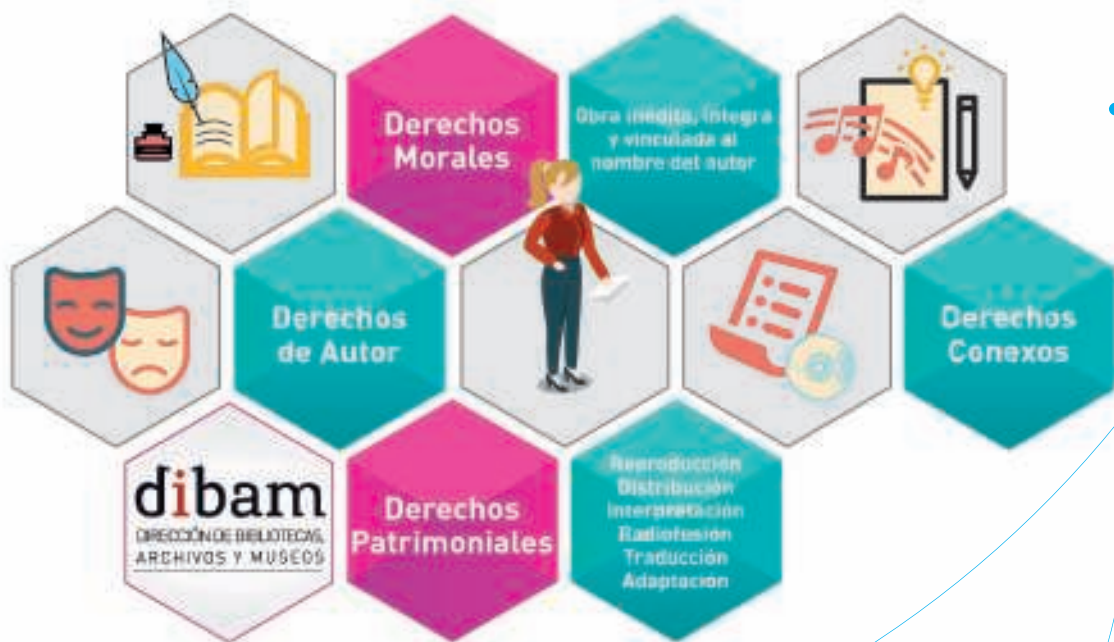 Derechos
Morales
Obra inédita, íntegra
y vinculada al
nombre del autor
Derechos
de Autor
Derechos
Conexos
dibam
DIRECCIÓN DE BIBLIOTECAS,
ARCHIVOS Y MUSEOS
Derechos
Patrimoniales
Reproducción
Distribución
Interpretación
Radiofusión
Traducción
Adaptación